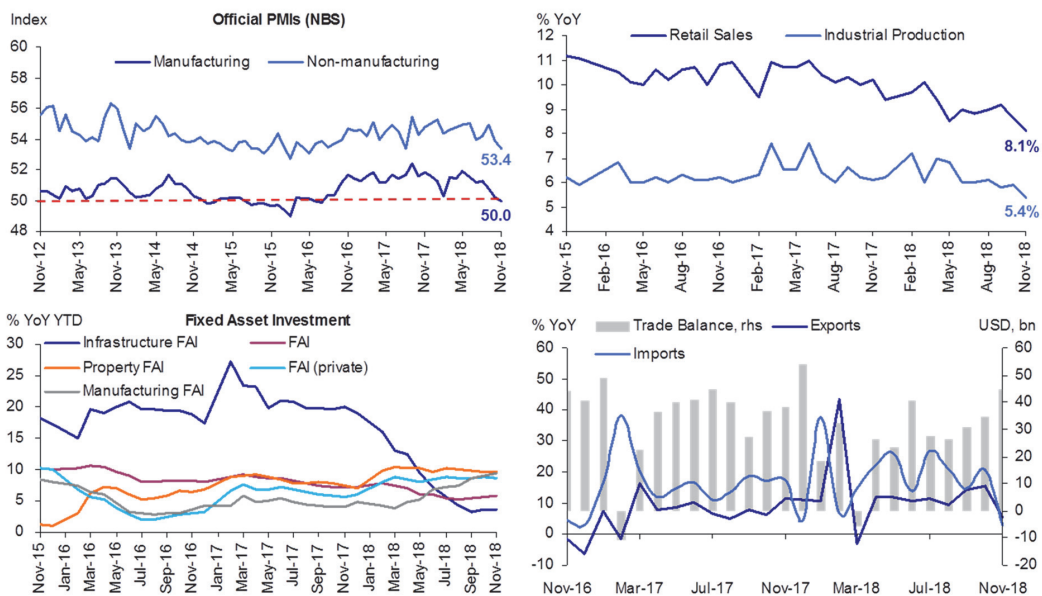 Index
Official PMIs (NBS)
60
58
56
54
52
50
48
Manufacturing
Non-manufacturing
53.4
50.0
Nov-12
May-13
Nov-13
May-14
Nov-14
May-15
Nov-15
May-16
Nov-16
May-17
Nov-17
May-18
Nov-18
% YoY
12
11
10
9
8
7
6
5
4
Retail Sales
Industrial Production
8.1%
5.4%
Nov-15
Feb-16
May-16
Aug-16
Nov-16
Feb-17
May-17
Aug-17
Nov-17
Feb-18
May-18
Aug-18
Nov-18
% YoY YTD
Fixed Asset Investment
30
25
20
15
10
5
0
Infrastructure FAI
FAI
Property FAI
FAI (private)
Manufacturing FAI
Nov-15
Jan-16
Mar-16
May-16
Jul-16
Sep-16
Nov-16
Jan-17
Mar-17
May-17
Jul-17
Sep-17
Nov-17
Jan-18
Mar-18
May-18
Jul-18
Sep-18
Nov-18
% YoY
Trade Balance, rhs
Exports
USD, bn
Imports
60
50
40
30
20
10
0
-10
60
50
40
30
20
10
0
-10
-20
Nov-16
Mar-17
Jul-17
Nov-17
Mar-18
Jul-18
Nov-18